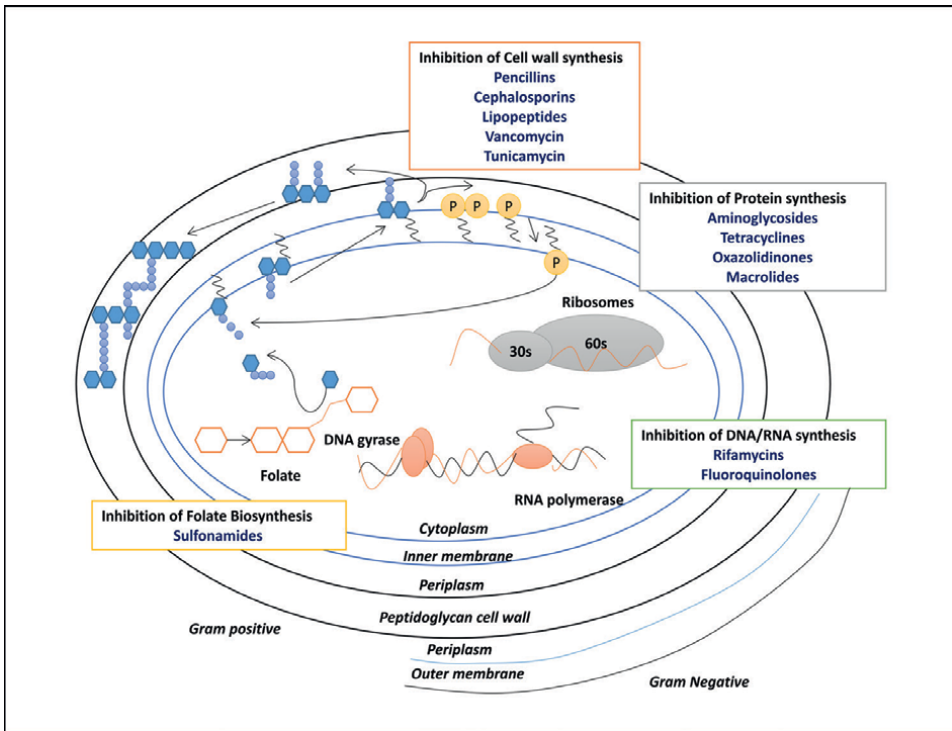 Inhibition of Cell wall synthesis
Pencillins
Cephalosporins
Lipopeptides
Vancomycin
Tunicamycin
Inhibition of Protein synthesis
Aminoglycosides
Tetracyclines
Oxazolidinones
Macrolides
P P P
P
Ribosomes
30s 60s
DNA gyrase
Folate
RNA polymerase
Inhibition of DNA/RNA synthesis
Rifamycins
Fluoroquinolones
Inhibition of Folate Biosynthesis
Sulfonamides
Cytoplasm
Inner membrane
Periplasm
Peptidoglycan cell wall
Gram positive
Periplasm
Outer membrane
Gram Negative